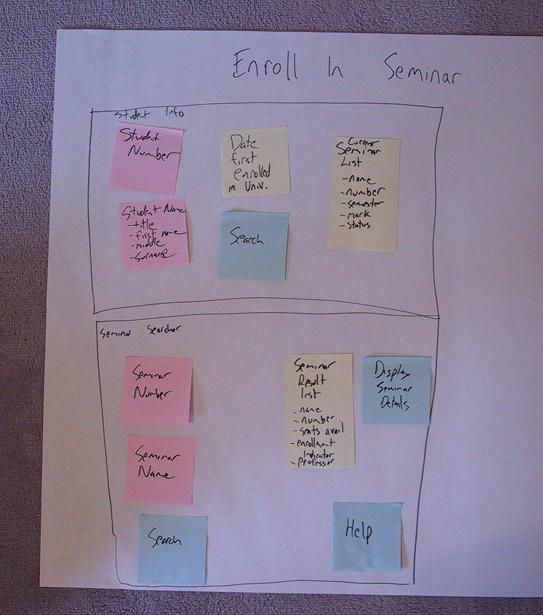 Enroll In Seminar
Student Info
Student
Number
Date
first
enrolled
in Univ.
Seminar
List
-name
-number
-semester
-mark
-status
Student Name
-title
-first name
-middle
-surname
Search
Seminar Searcher
Seminar
Number
Seminar
Result
list
-name
-number
-seats avail
-enrollment
indicator
-professor
Display
Seminar
Details
Seminar
Name
Search
Help